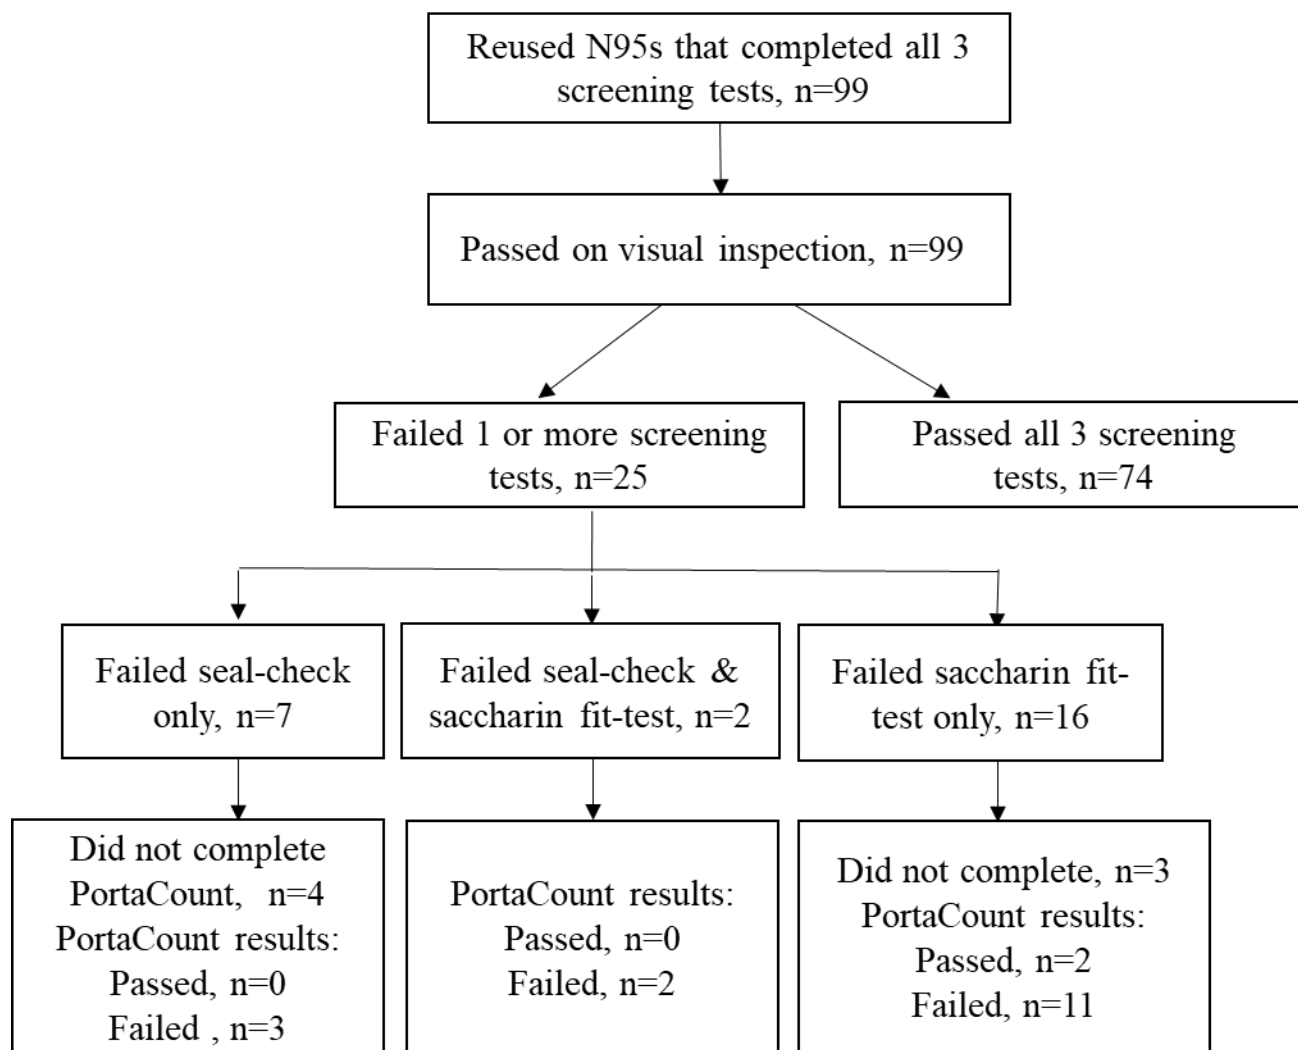 Reused N95s that completed all 3
screening tests, n=99
Passed on visual inspection, n=99
Failed 1 or more screening
tests, n=25
Passed all 3 screening
tests, n=74
Failed seal-check
only, n=7
Failed seal-check &
saccharin fit-test, n=2
Failed saccharin fit-
test only, n=16
Did not complete
PortaCount, n=4
PortaCount results:
Passed, n=0
Failed , n=3
PortaCount results:
Passed, n=0
Failed, n=2
Did not complete, n=3
PortaCount results:
Passed, n=2
Failed, n=11